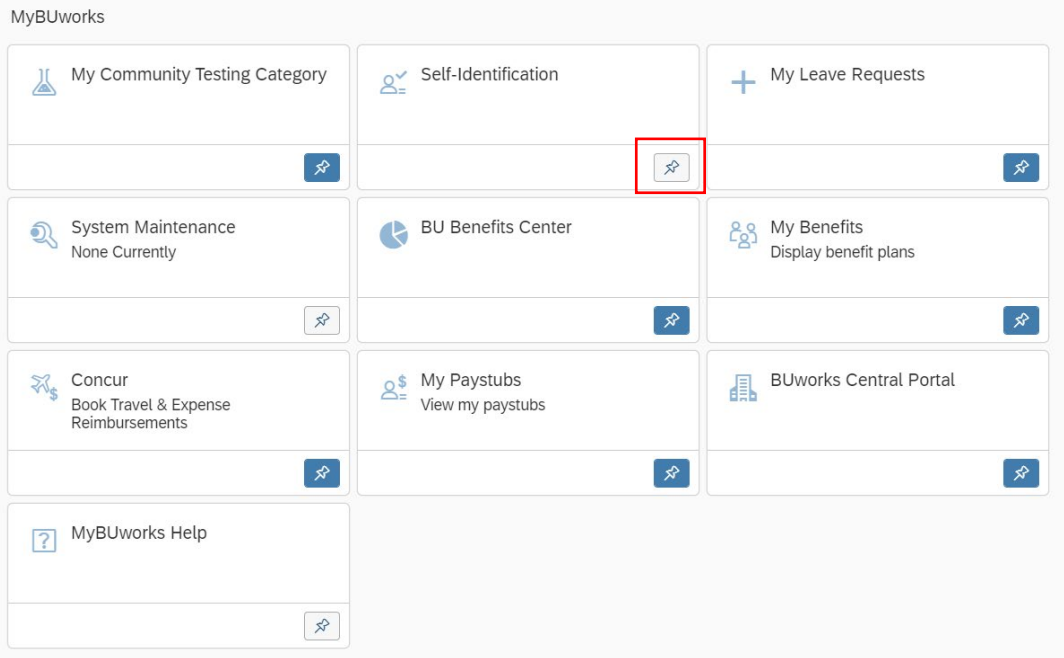 MyBUworks
My Community Testing Category
Self-Identification
My Leave Requests
System Maintenance
None Currently
BU Benefits Center
My Benefits
Display benefit plans
Concur
Book Travel & Expense
Reimbursements
My Paystubs
View my paystubs
BUworks Central Portal
MyBUworks Help